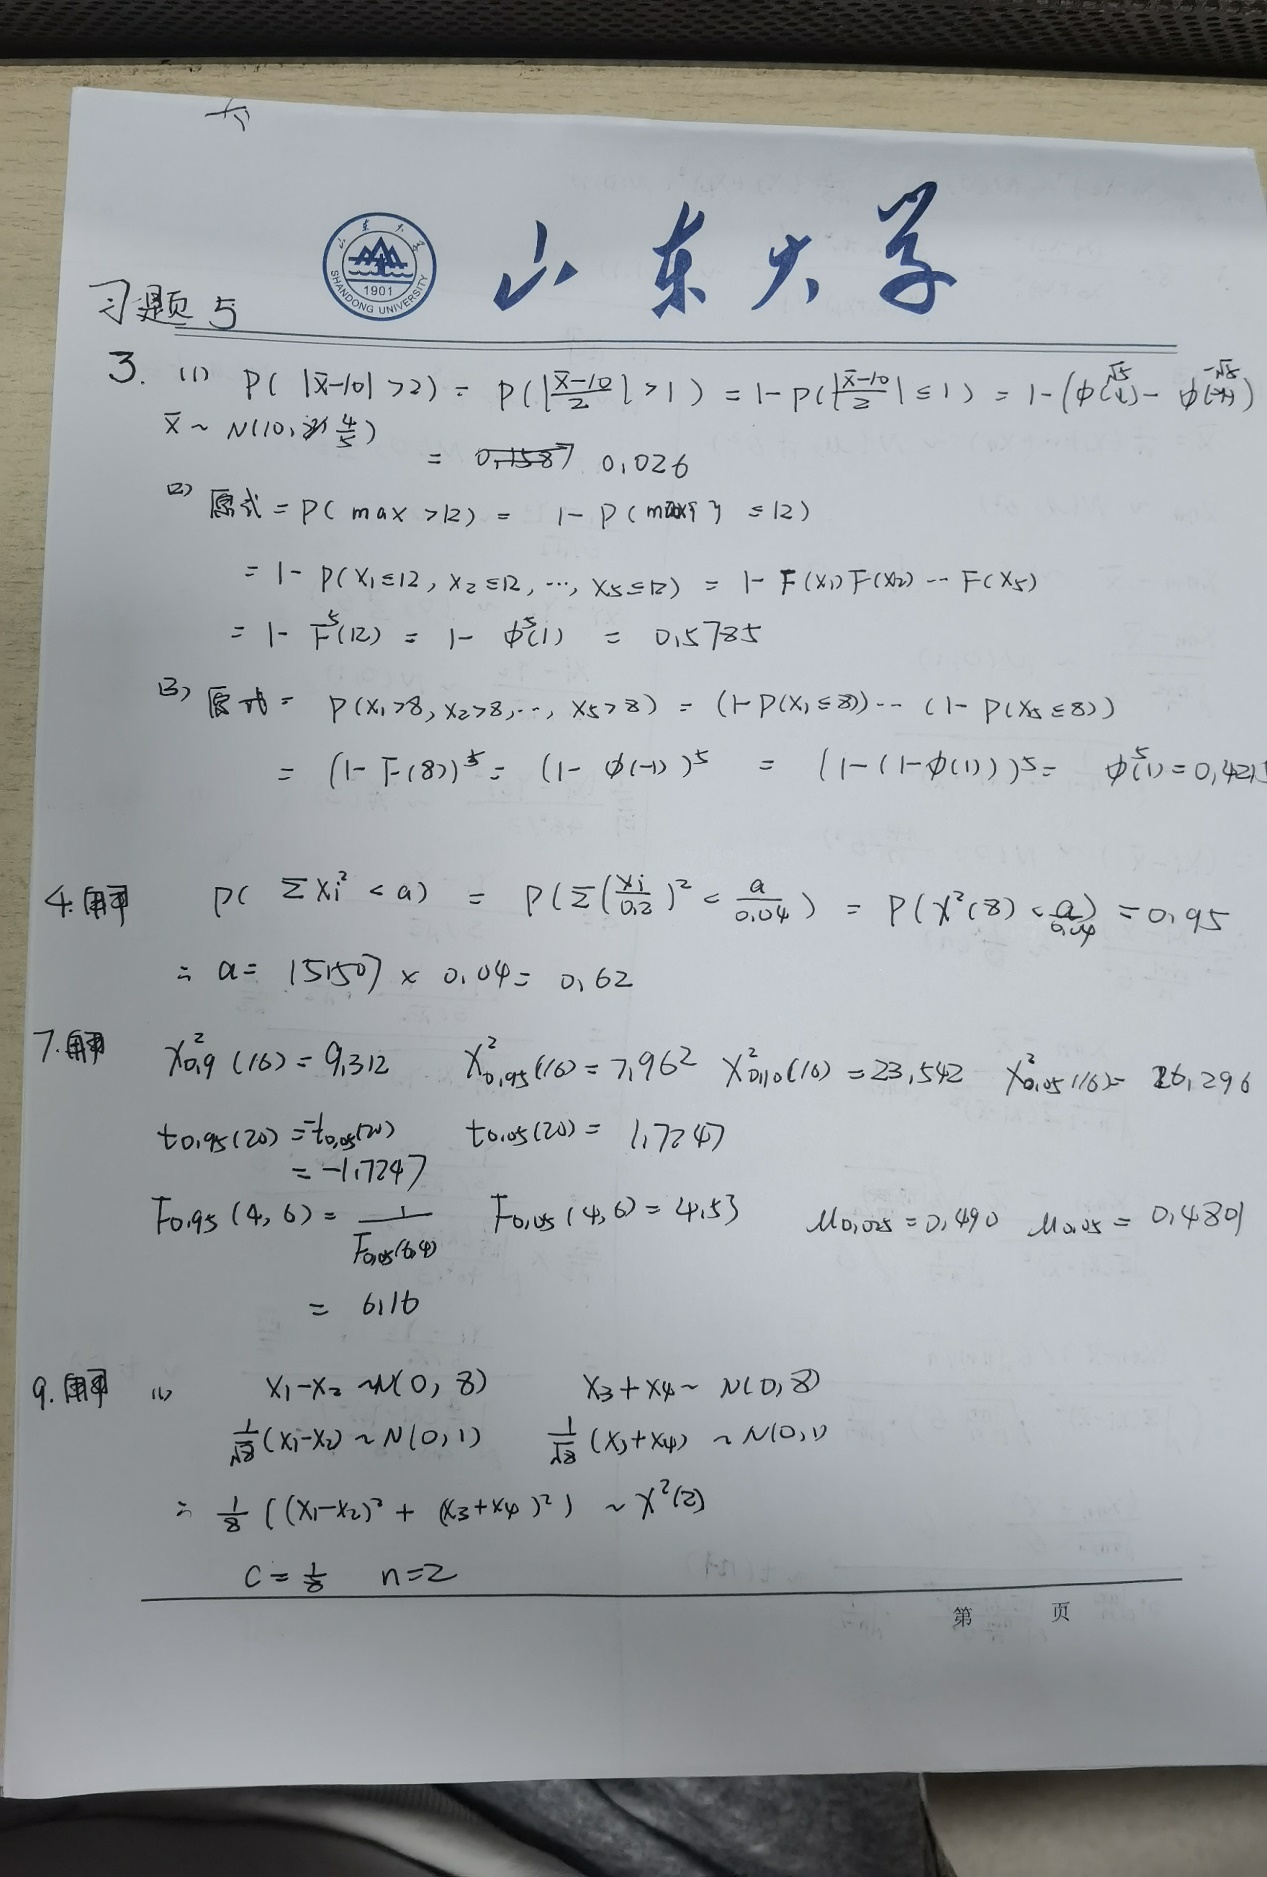 山东大学
山东大学
1901
SHANDONG UNIVERSITY
习题 5
3. (1) P( |x̄-10| >2) = P(|x̄-10/2| >1) = 1-P(|x̄-10/2| ≤1) = 1-(φ(√5)- φ(-√5))
x̄ ~ N(10, 4/5)
= 0.026
(2) 原式 = P( max >12) = 1- P( max ≤12)
= 1- P(X₁≤12, X₂≤12, ..., X₅≤12) = 1- F(X₁)F(X₂) ... F(X₅)
= 1- F⁵(12) = 1- φ⁵(1) = 0.5785
(3) 原式 = P(X₁>8, X₂>8, ..., X₅>8) = (1-P(X₁≤8)) ... (1-P(X₅≤8))
= (1-F(8))⁵ = (1- φ(-1))⁵ = (1-(1-φ(1)))⁵ = φ⁵(1) = 0.4215
4.解 P( Σxi² < a) = P(Σ(xi/0.2)² < a/0.04) = P(χ²(8) < a/0.04) = 0.95
∴ a= 15.507 × 0.04= 0.62
7.解 χ²0.9 (16) = 9.312 χ²0.95 (16) = 7.962 χ²0.10 (16) = 23.542 χ²0.05 (16)= 26.296
t0.95(20) =-t0.05(20) t0.05(20) = 1.7247
= -1.7247
F0.95 (4, 6) = 1/F0.05(6,4) F0.05 (4,6) = 4.53 μ0.025 = 0.490 μ0.05 = 0.4801
= 6.16
9.解 (1) X₁-X₂ ~N(0, 8) X₃+X₄ ~ N(0, 8)
1/√8 (X₁-X₂) ~ N(0, 1) 1/√8 (X₃+X₄) ~ N(0, 1)
∴ 1/8 ((X₁-X₂)² + (X₃+X₄)²) ~ χ²(2)
C = 1/8 n=2
第 页